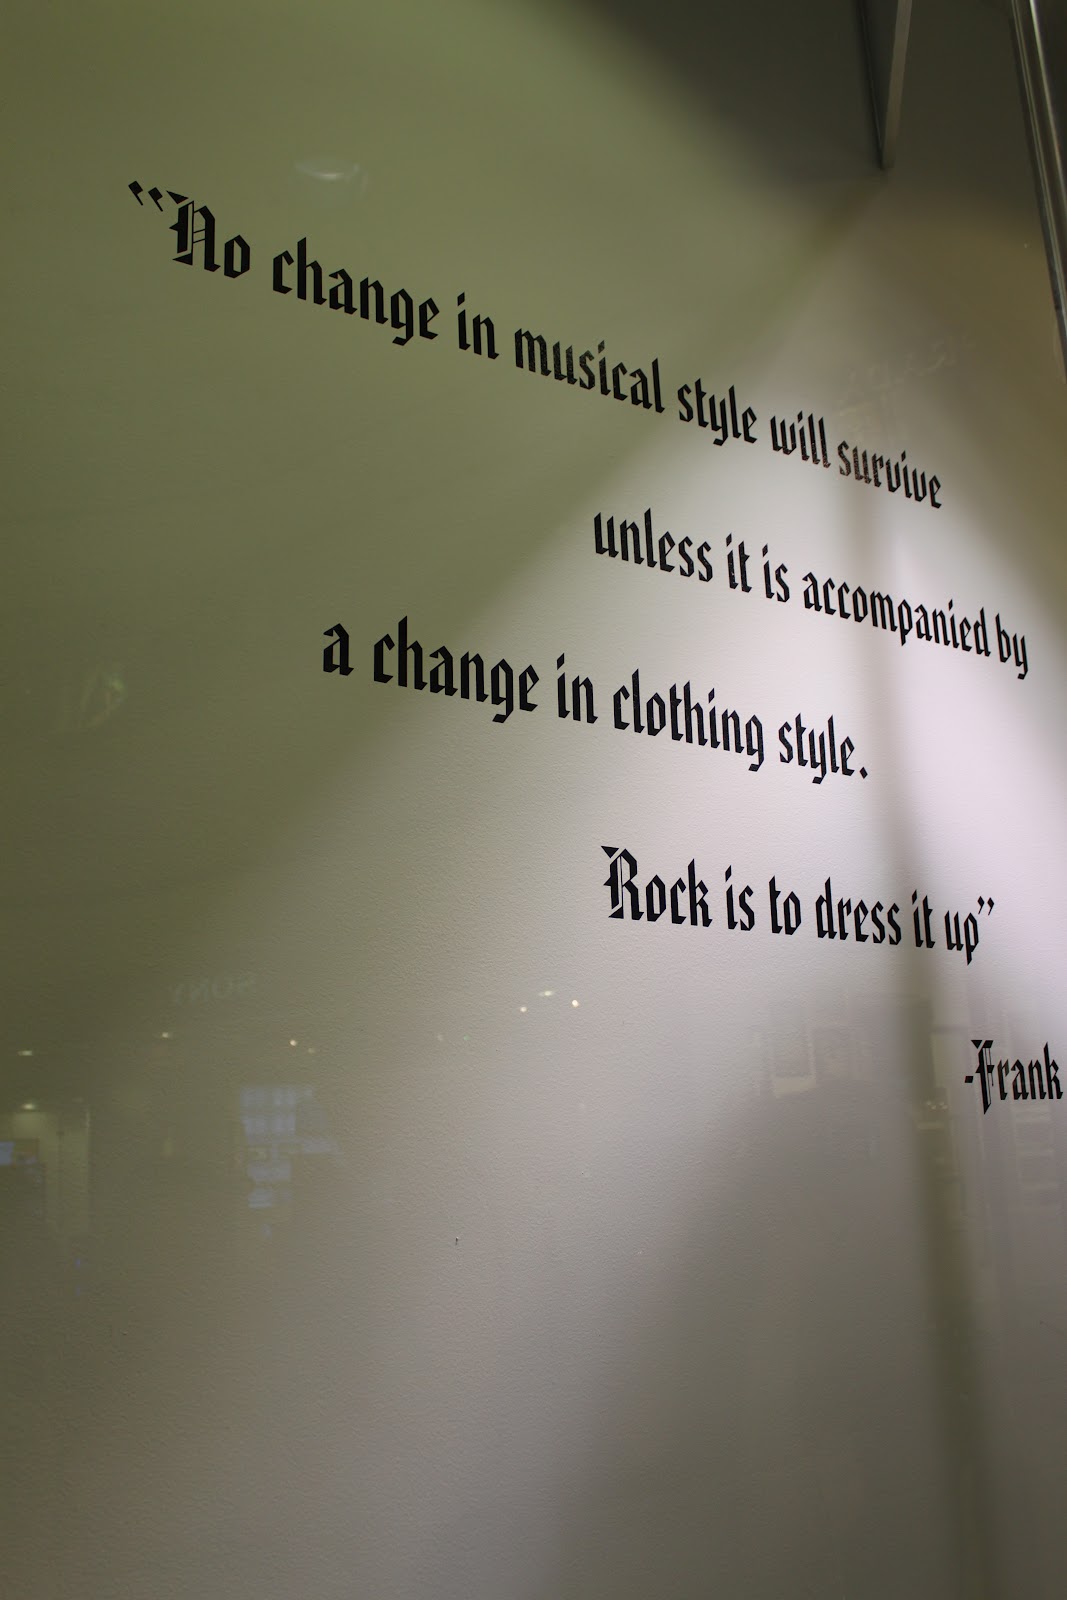 "No change in musical style will survive
unless it is accompanied by
a change in clothing style.
Rock is to dress it up"
-Frank